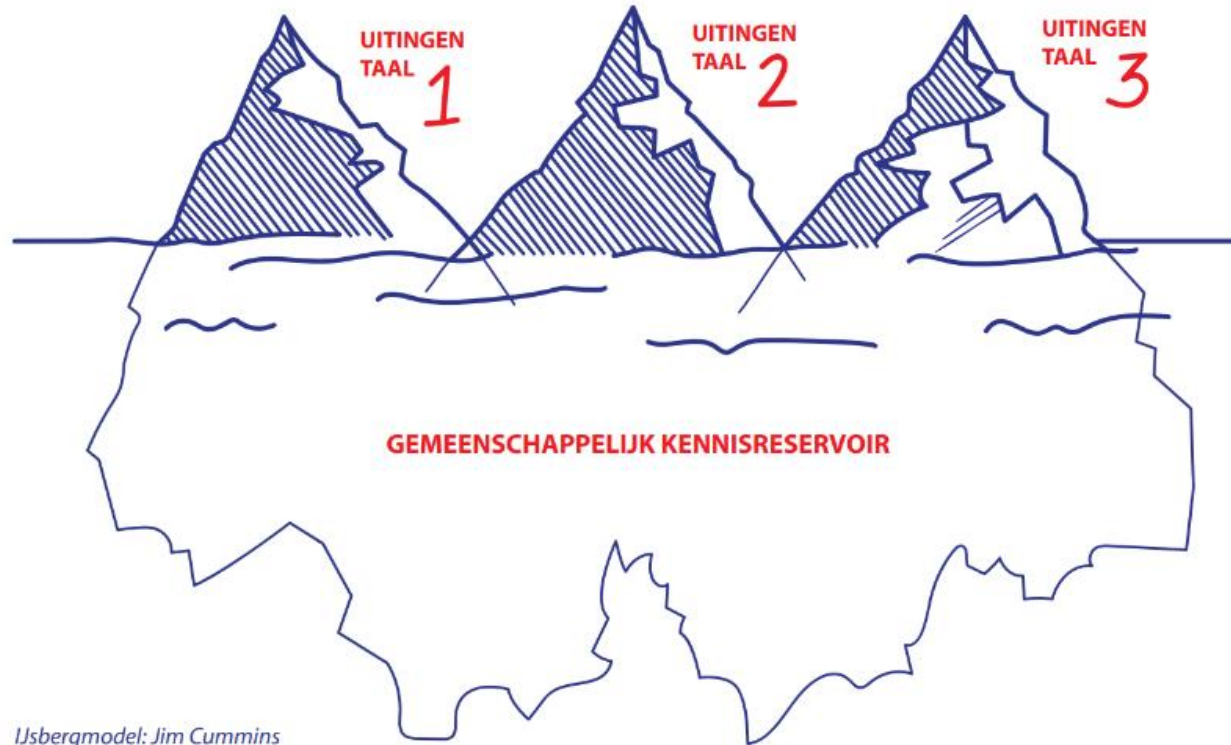 UITINGEN
TAAL 1
UITINGEN
TAAL 2
UITINGEN
TAAL 3
GEMEENSCHAPPELIJK KENNISRESERVOIR
IJsbergmodel: Jim Cummins